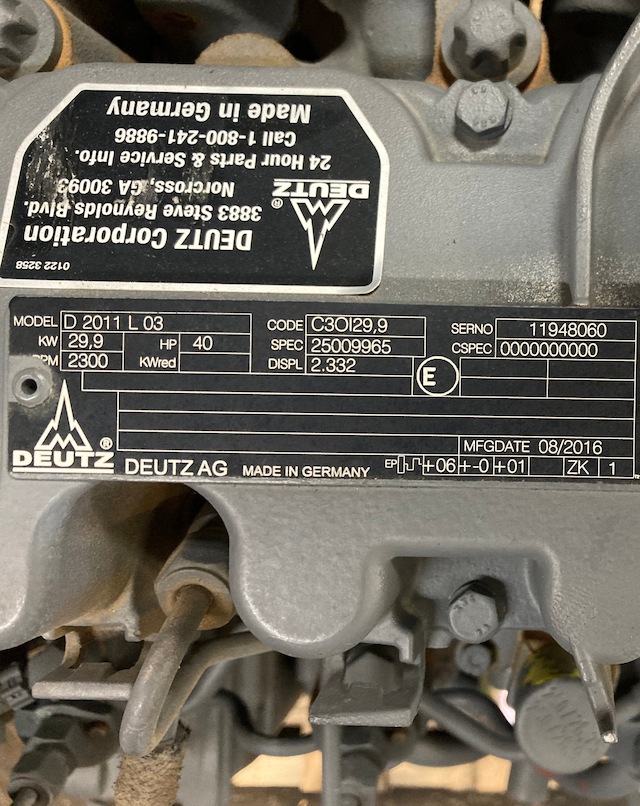 0122 3258
DEUTZ Corporation
3883 Steve Reynolds Blvd.
Norcross, GA 30093
24 Hour Parts & Service Info.
Call 1-800-241-9886
Made in Germany
DEUTZ ®
MODEL D 2011 L 03 CODE C3OI29,9 SERNO 11948060
KW 29,9 HP 40 SPEC 25009965 CSPEC 0000000000
RPM 2300 KWred DISPL 2.332 E
MFGDATE 08/2016
DEUTZ ® DEUTZ AG MADE IN GERMANY EP +06 +-0 +01 ZK 1